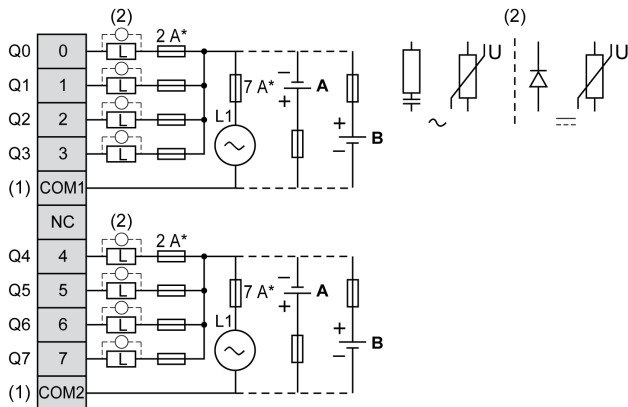 (2)
(2)
Q0 0 L 2 A*
U U
Q1 1 L 7 A* − A
+
Q2 2 L L1 +
B
Q3 3 L −
(1) COM1
NC
(2)
Q4 4 L 2 A*
Q5 5 L 7 A* − A
+
Q6 6 L L1 +
B
Q7 7 L −
(1) COM2